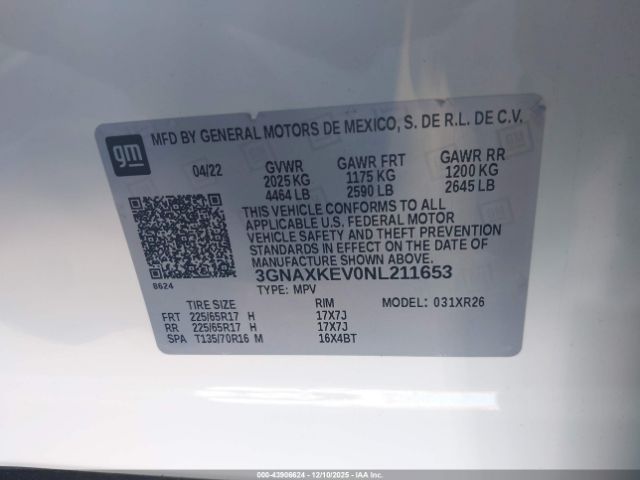 gm
MFD BY GENERAL MOTORS DE MEXICO, S. DE R.L. DE C.V.
04/22 GVWR GAWR FRT GAWR RR
2025 KG 1175 KG 1200 KG
4464 LB 2590 LB 2645 LB
THIS VEHICLE CONFORMS TO ALL
APPLICABLE U.S. FEDERAL MOTOR
VEHICLE SAFETY AND THEFT PREVENTION
STANDARDS IN EFFECT ON THE DATE OF
MANUFACTURE SHOWN ABOVE.
8624
3GNAXKEV0NL211653
TYPE: MPV
TIRE SIZE RIM MODEL: 031XR26
FRT 225/65R17 H 17X7J
RR 225/65R17 H 17X7J
SPA T135/70R16 M 16X4BT
000-43906624 - 12/10/2025 - IAA Inc.